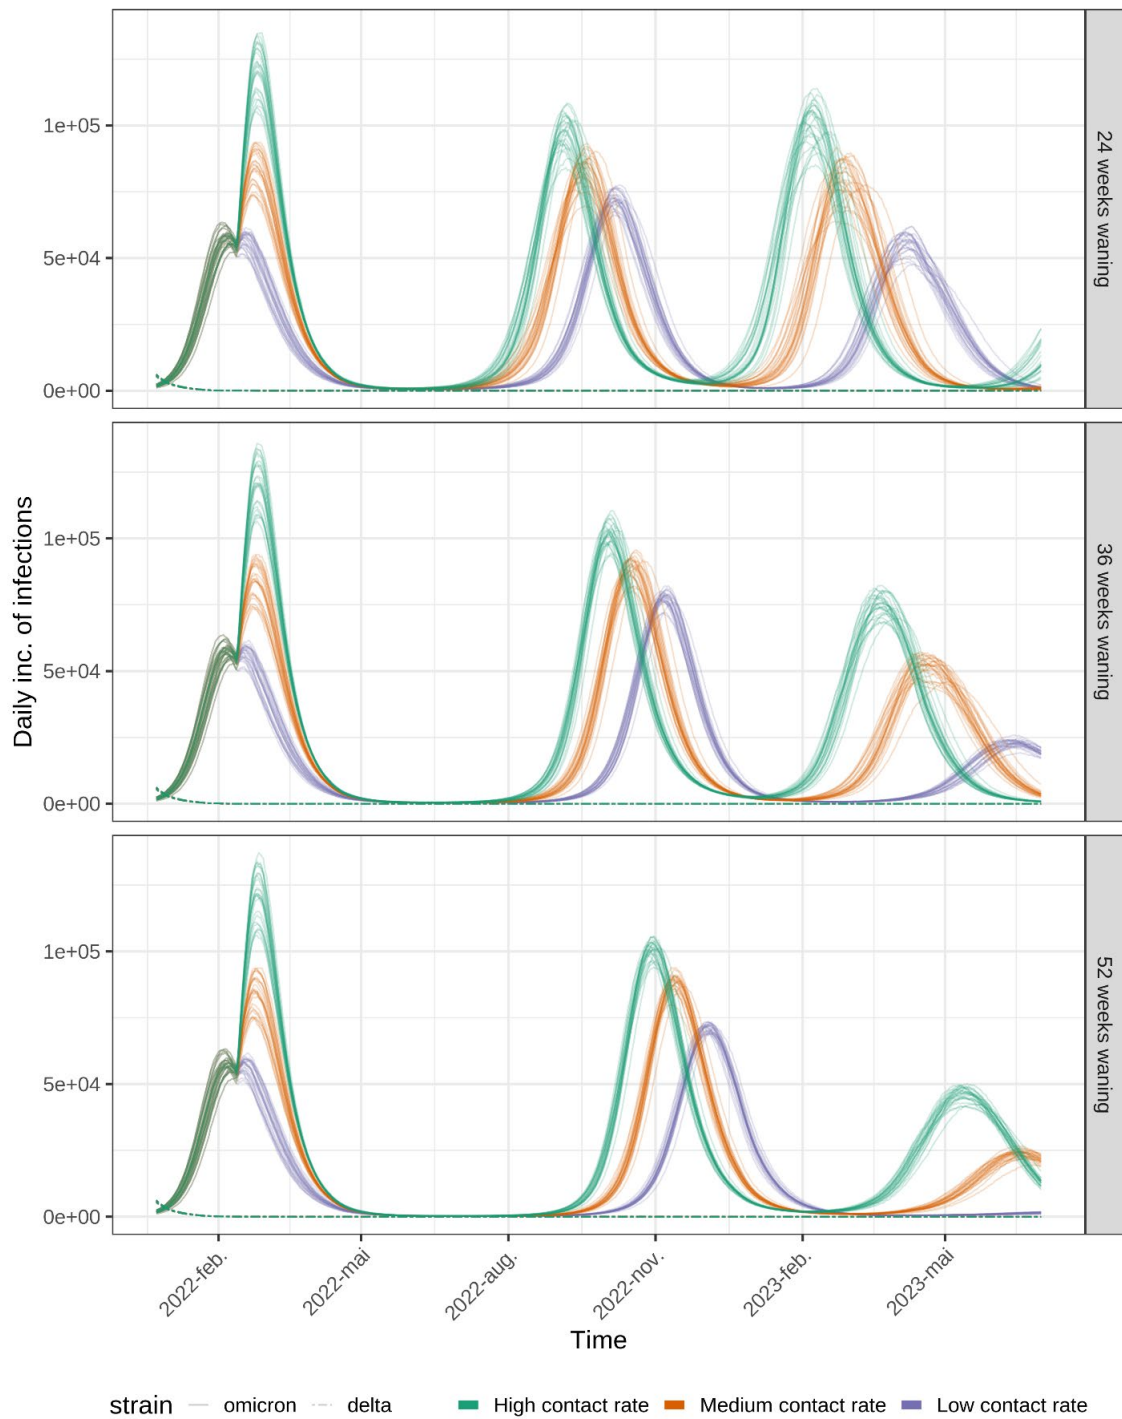 1e+05
5e+04
0e+00
24 weeks waning
Daily inc. of infections
1e+05
5e+04
0e+00
36 weeks waning
1e+05
5e+04
0e+00
52 weeks waning
2022-feb.
2022-mai
2022-aug.
2022-nov.
2023-feb.
2023-mai
Time
strain omicron delta High contact rate Medium contact rate Low contact rate